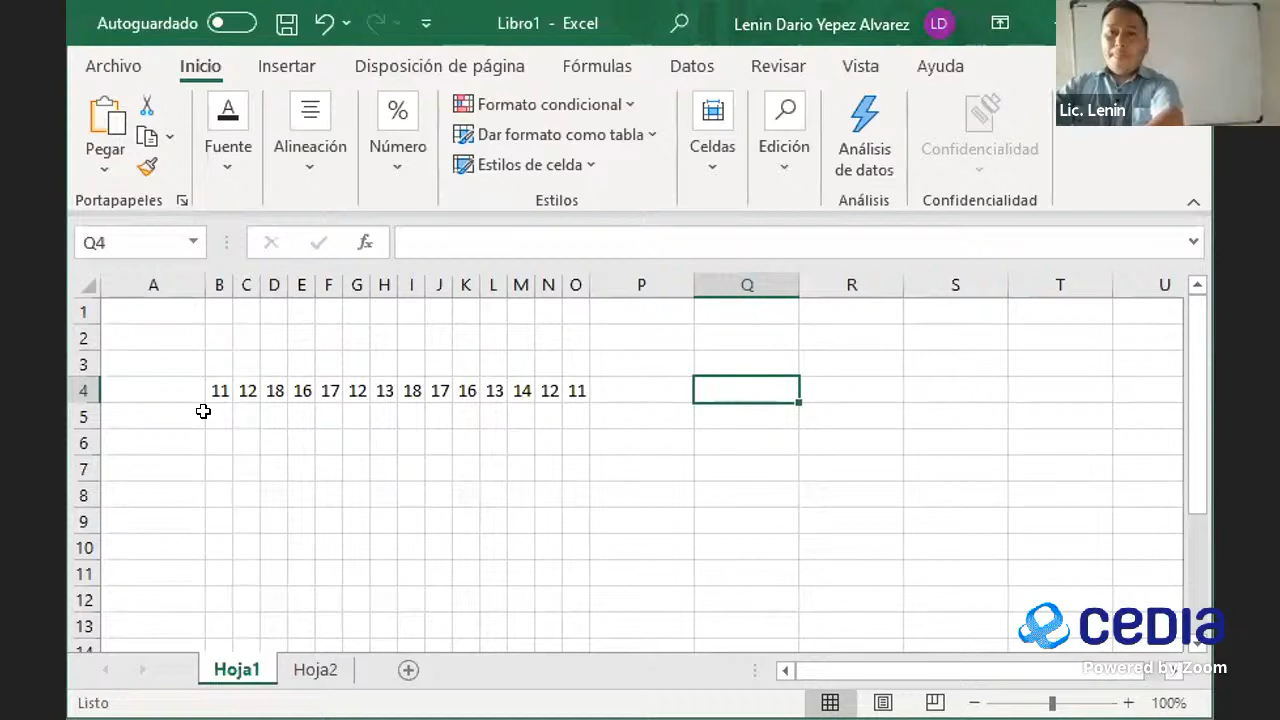 Autoguardado
Libro1 - Excel
Lenin Dario Yepez Alvarez
LD
Archivo Inicio Insertar Disposición de página Fórmulas Datos Revisar Vista Ayuda
Lic. Lenin
Pegar
Portapapeles
A
Fuente
Alineación
%
Número
Formato condicional
Dar formato como tabla
Estilos de celda
Estilos
Celdas
Edición
Análisis de datos
Análisis
Confidencialidad
Confidencialidad
Q4
fx
A B C D E F G H I J K L M N O P Q R S T U
1
2
3
4 11 12 18 16 17 12 13 18 17 16 13 14 12 11
5
6
7
8
9
10
11
12
13
14
cedia
Powered by Zoom
Hoja1 Hoja2
Listo
100%